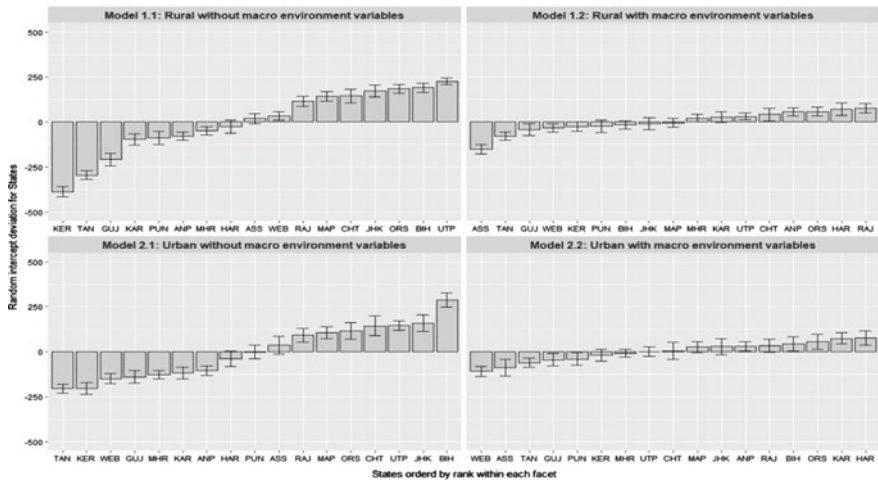 Model 1.1: Rural without macro environment variables
Model 1.2: Rural with macro environment variables
500
250
0
-250
-500
KER TAN GUJ KAR PUN ANP MHR HAR ASS WEB RAJ MAP CHT JHK ORS BIH UTP
ASS TAN GUJ WEB KER PUN BIH JHK MAP MHR KAR UTP CHT ANP ORS HAR RAJ
Model 2.1: Urban without macro environment variables
Model 2.2: Urban with macro environment variables
500
250
0
-250
-500
TAN KER WEB GUJ MHR KAR ANP HAR PUN ASS RAJ MAP ORS CHT UTP JHK BIH
WEB ASS TAN GUJ PUN KER MHR UTP CHT MAP JHK ANP RAJ BIH ORS KAR HAR
Random intercept deviation for States
States orderd by rank within each facet